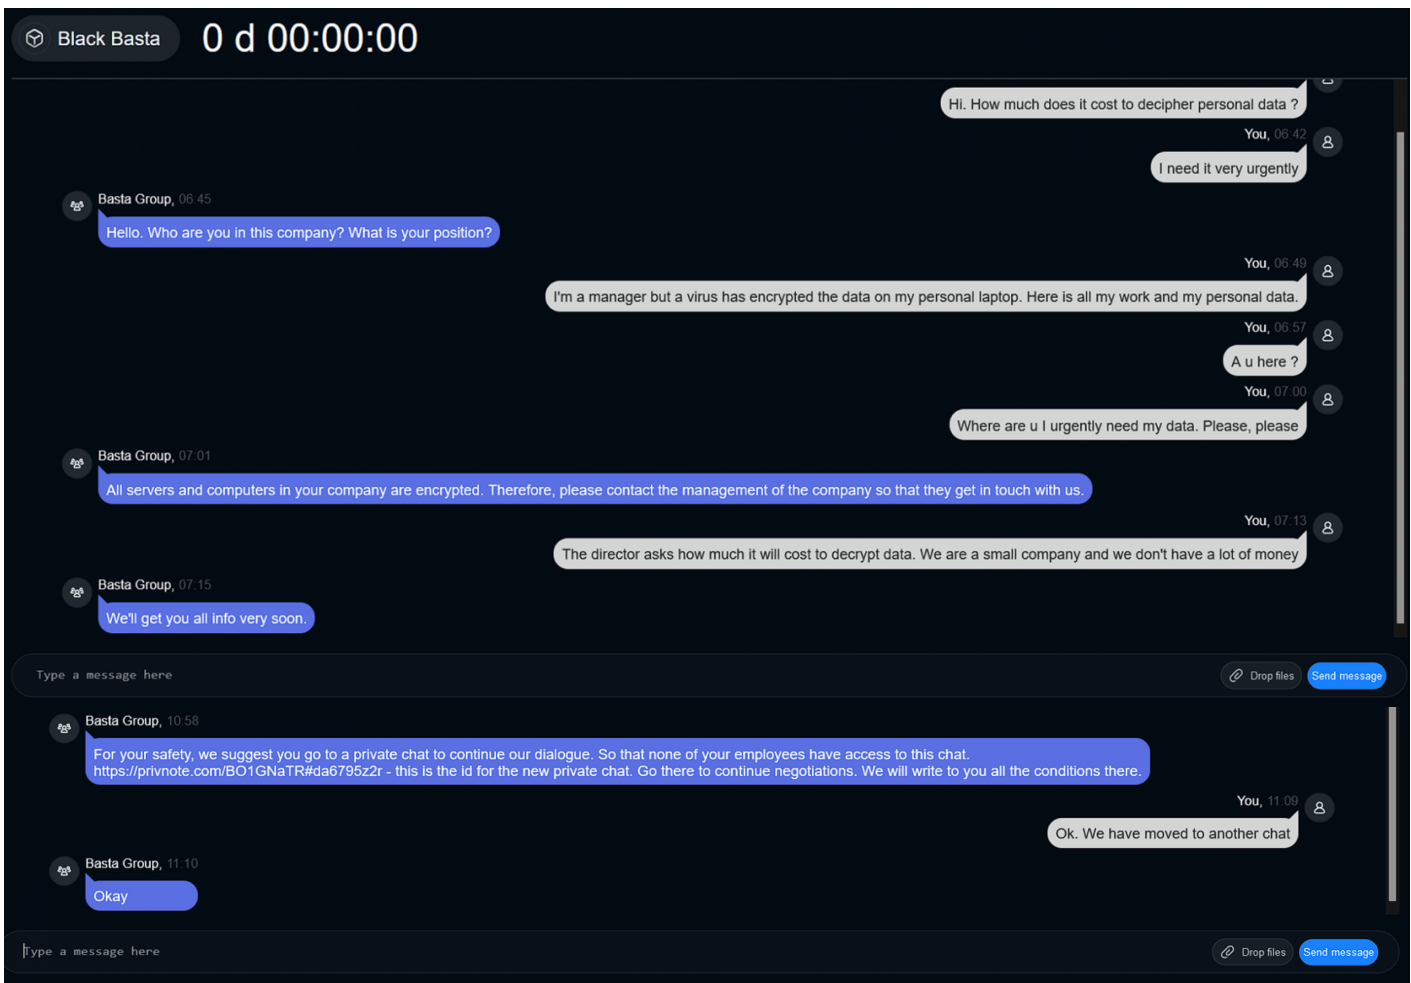 Black Basta 0 d 00:00:00
Hi. How much does it cost to decipher personal data ?
You, 06:42
I need it very urgently
Basta Group, 06:45
Hello. Who are you in this company? What is your position?
You, 06:49
I'm a manager but a virus has encrypted the data on my personal laptop. Here is all my work and my personal data.
You, 06:57
A u here ?
You, 07:00
Where are u I urgently need my data. Please, please
Basta Group, 07:01
All servers and computers in your company are encrypted. Therefore, please contact the management of the company so that they get in touch with us.
You, 07:13
The director asks how much it will cost to decrypt data. We are a small company and we don't have a lot of money
Basta Group, 07:15
We'll get you all info very soon.
Type a message here Drop files Send message
Basta Group, 10:58
For your safety, we suggest you go to a private chat to continue our dialogue. So that none of your employees have access to this chat.
https://privnote.com/BO1GNaTR#da6795z2r - this is the id for the new private chat. Go there to continue negotiations. We will write to you all the conditions there.
You, 11:09
Ok. We have moved to another chat
Basta Group, 11:10
Okay
Type a message here Drop files Send message